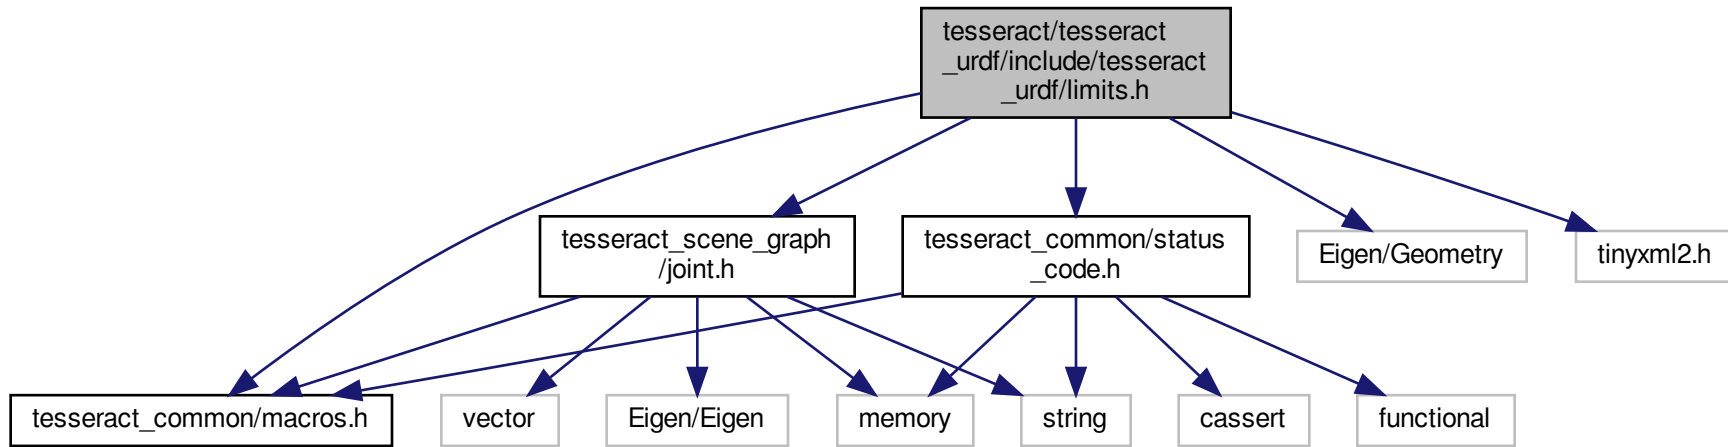 tesseract/tesseract
_urdf/include/tesseract
_urdf/limits.h
tesseract_scene_graph
/joint.h
tesseract_common/status
_code.h
Eigen/Geometry
tinyxml2.h
tesseract_common/macros.h
vector
Eigen/Eigen
memory
string
cassert
functional